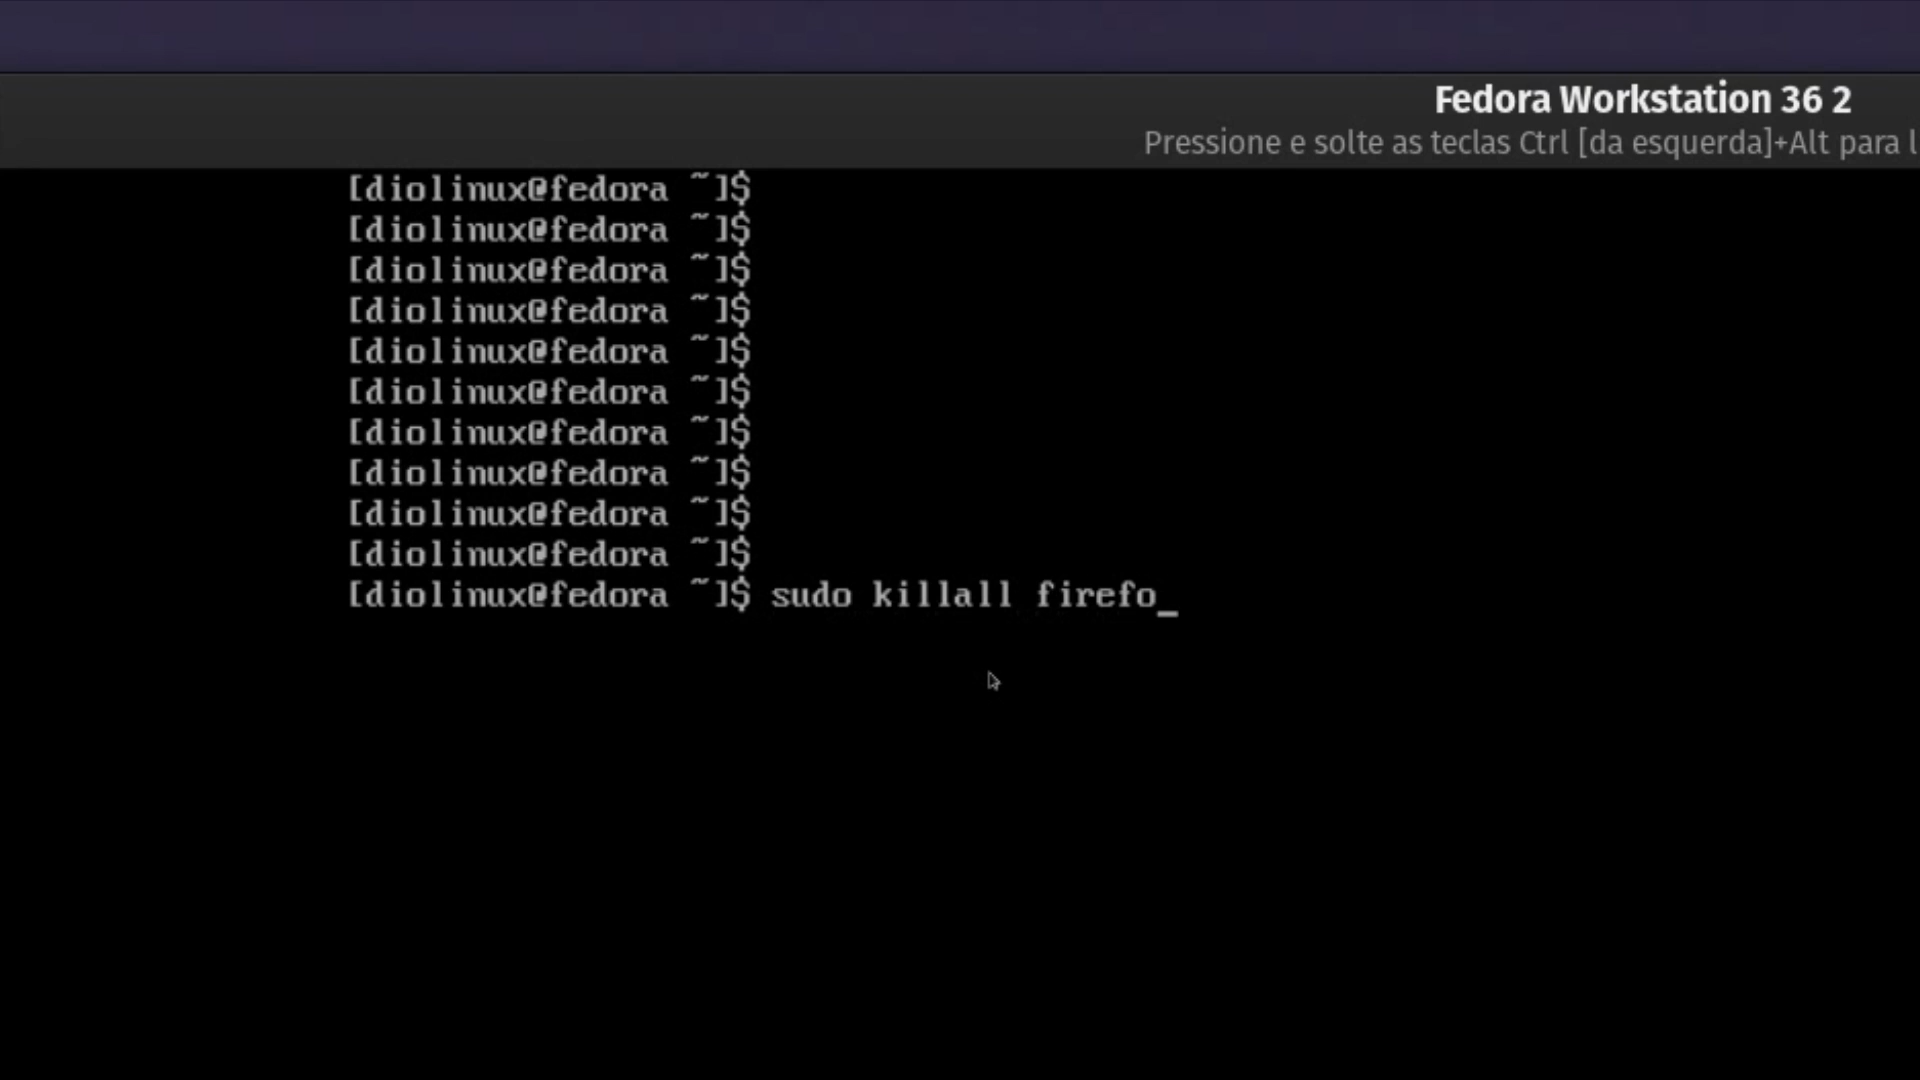 Fedora Workstation 36 2
Pressione e solte as teclas Ctrl [da esquerda]+Alt para l
[diolinux@fedora ~]$
[diolinux@fedora ~]$
[diolinux@fedora ~]$
[diolinux@fedora ~]$
[diolinux@fedora ~]$
[diolinux@fedora ~]$
[diolinux@fedora ~]$
[diolinux@fedora ~]$
[diolinux@fedora ~]$
[diolinux@fedora ~]$
[diolinux@fedora ~]$ sudo killall firefo_